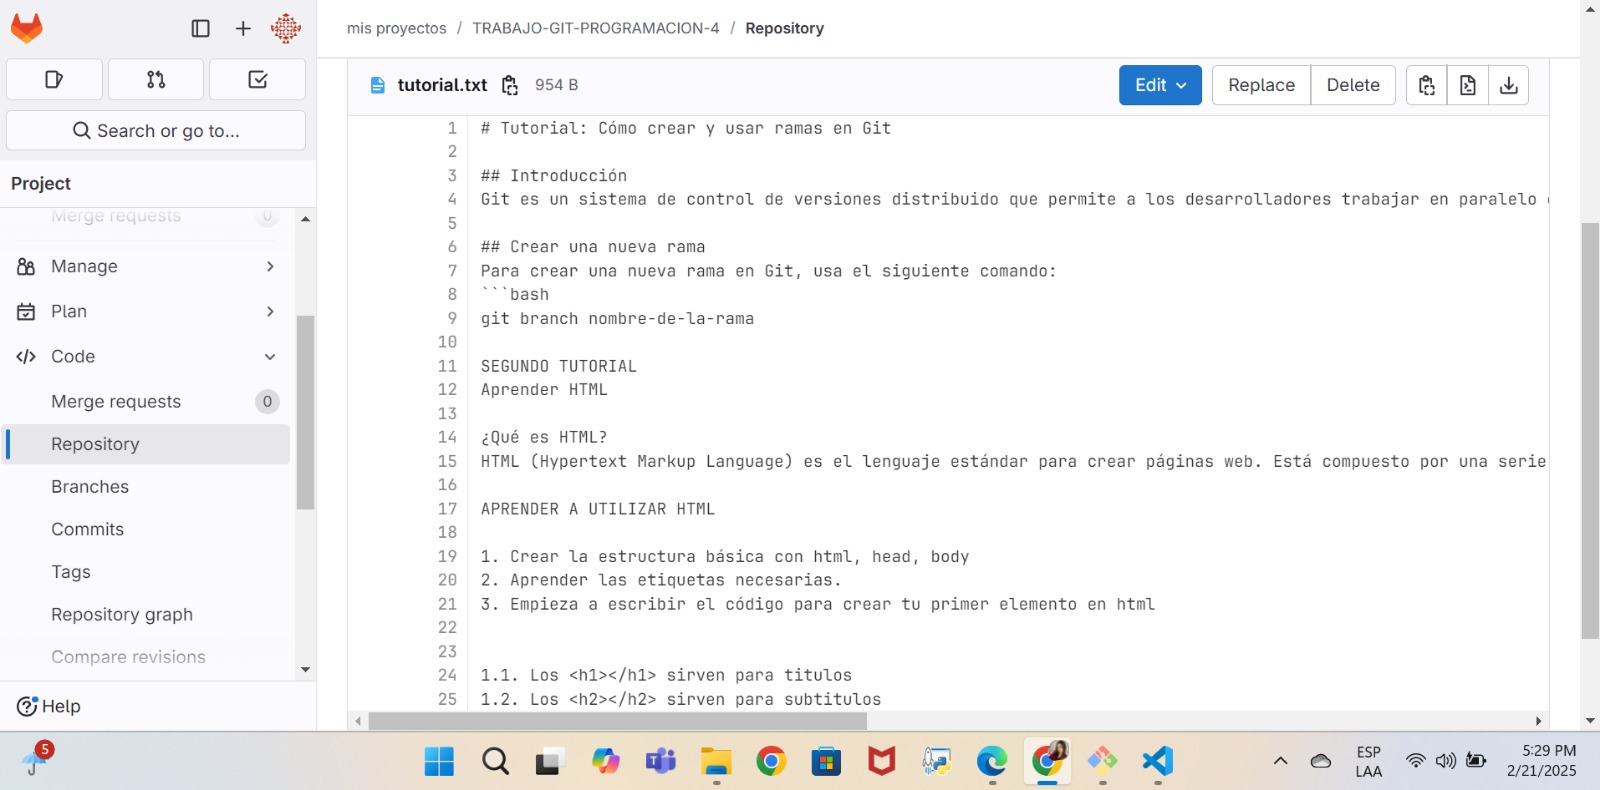 mis proyectos / TRABAJO-GIT-PROGRAMACION-4 / Repository
Search or go to...
Project
Merge requests 0
Manage
Plan
Code
Merge requests 0
Repository
Branches
Commits
Tags
Repository graph
Compare revisions
Help
tutorial.txt 954 B
Edit
Replace
Delete
1 # Tutorial: Cómo crear y usar ramas en Git
2
3 ## Introducción
4 Git es un sistema de control de versiones distribuido que permite a los desarrolladores trabajar en paralelo
5
6 ## Crear una nueva rama
7 Para crear una nueva rama en Git, usa el siguiente comando:
8 ```bash
9 git branch nombre-de-la-rama
10
11 SEGUNDO TUTORIAL
12 Aprender HTML
13
14 ¿Qué es HTML?
15 HTML (Hypertext Markup Language) es el lenguaje estándar para crear páginas web. Está compuesto por una serie
16
17 APRENDER A UTILIZAR HTML
18
19 1. Crear la estructura básica con html, head, body
20 2. Aprender las etiquetas necesarias.
21 3. Empieza a escribir el código para crear tu primer elemento en html
22
23
24 1.1. Los <h1></h1> sirven para titulos
25 1.2. Los <h2></h2> sirven para subtitulos
5
ESP
LAA
5:29 PM
2/21/2025